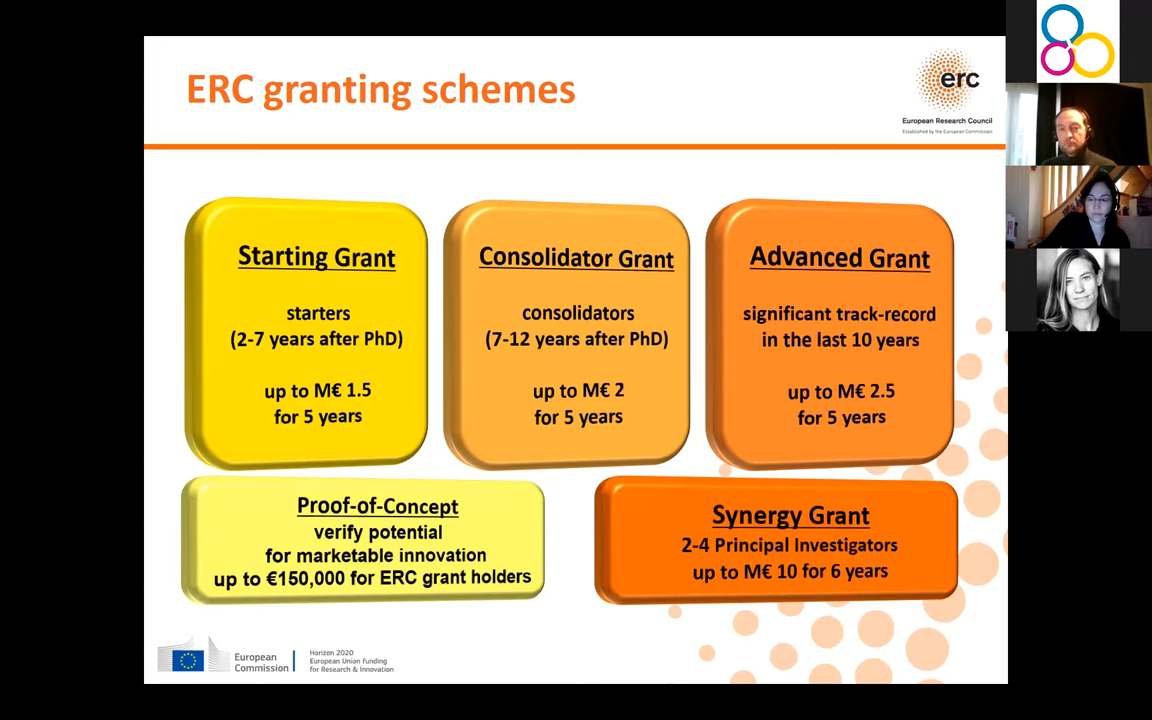 ERC granting schemes
erc
European Research Council
Established by the European Commission
Starting Grant
starters
(2-7 years after PhD)
up to M€ 1.5
for 5 years
Consolidator Grant
consolidators
(7-12 years after PhD)
up to M€ 2
for 5 years
Advanced Grant
significant track-record
in the last 10 years
up to M€ 2.5
for 5 years
Proof-of-Concept
verify potential
for marketable innovation
up to €150,000 for ERC grant holders
Synergy Grant
2-4 Principal Investigators
up to M€ 10 for 6 years
European
Commission
Horizon 2020
European Union Funding
for Research & Innovation